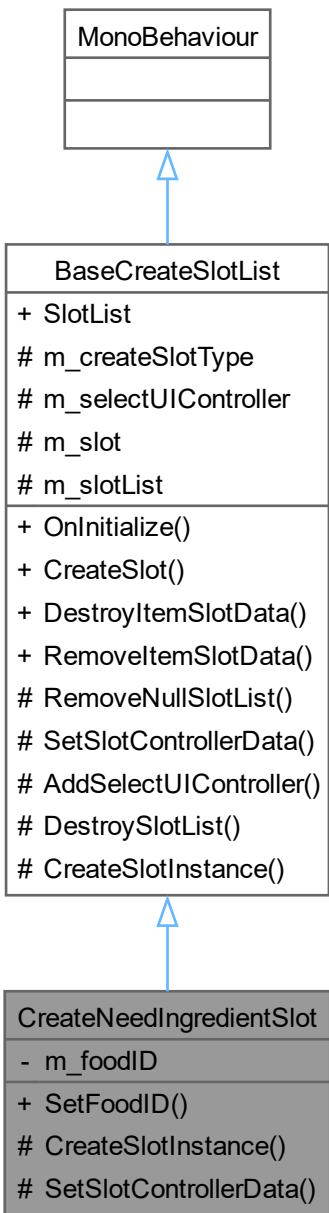 MonoBehaviour
BaseCreateSlotList
+ SlotList
# m_createSlotType
# m_selectUIController
# m_slot
# m_slotList
+ OnInitialize()
+ CreateSlot()
+ DestroyItemSlotData()
+ RemoveItemSlotData()
# RemoveNullSlotList()
# SetSlotControllerData()
# AddSelectUIController()
# DestroySlotList()
# CreateSlotInstance()
CreateNeedIngredientSlot
- m_foodID
+ SetFoodID()
# CreateSlotInstance()
# SetSlotControllerData()